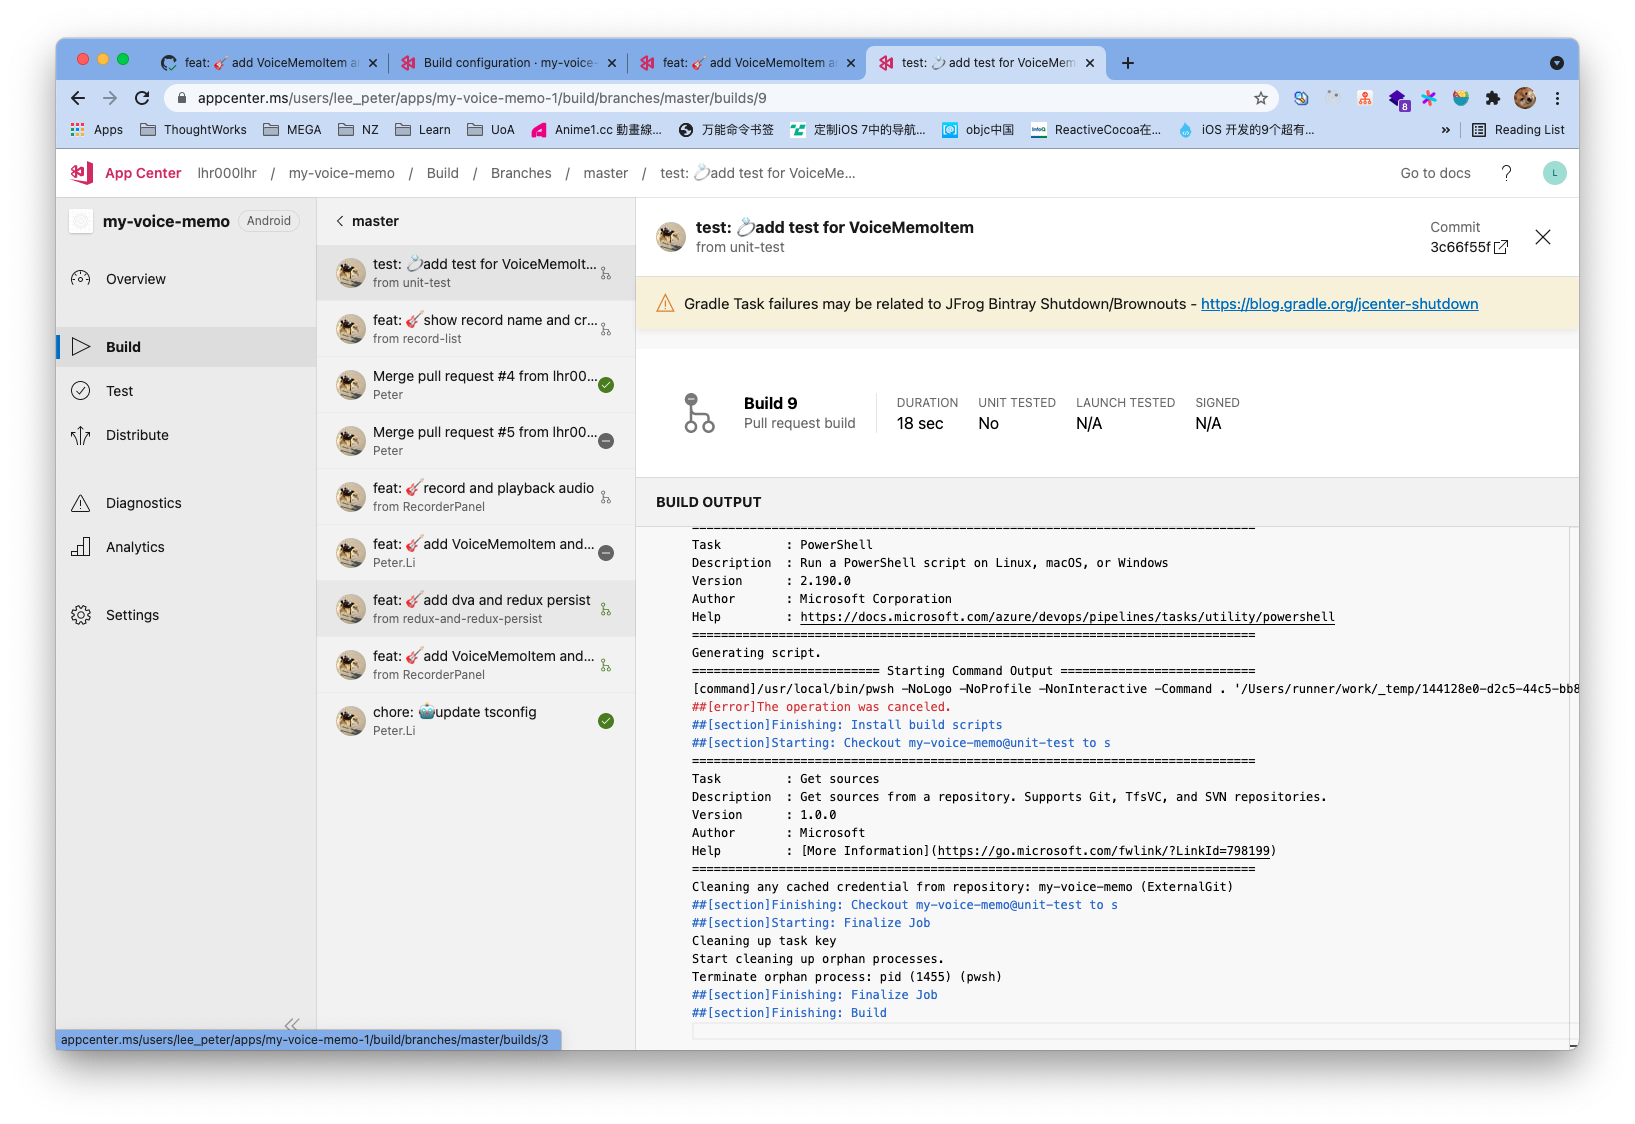 feat: 🎸 add VoiceMemoItem a
Build configuration · my-voice-
feat: 🎸 add VoiceMemoItem a
test: 💍 add test for VoiceMem
appcenter.ms/users/lee_peter/apps/my-voice-memo-1/build/branches/master/builds/9
8
Apps
ThoughtWorks
MEGA
NZ
Learn
UoA
Anime1.cc 動畫線...
万能命令书签
定制iOS 7中的导航...
objc中国
InfoQ
ReactiveCocoa在...
iOS 开发的9个超有...
»
Reading List
App Center
lhr000lhr / my-voice-memo / Build / Branches / master / test: 💍add test for VoiceMe...
Go to docs
?
L
my-voice-memo
Android
Overview
Build
Test
Distribute
Diagnostics
Analytics
Settings
master
test: 💍add test for VoiceMemoIt...
from unit-test
feat: 🎸show record name and cr...
from record-list
Merge pull request #4 from lhr00...
Peter
Merge pull request #5 from lhr00...
Peter
feat: 🎸record and playback audio
from RecorderPanel
feat: 🎸add VoiceMemoItem and...
Peter.Li
feat: 🎸add dva and redux persist
from redux-and-redux-persist
feat: 🎸add VoiceMemoItem and...
from RecorderPanel
chore: 🤖update tsconfig
Peter.Li
test: 💍add test for VoiceMemoItem
from unit-test
Commit
3c66f55f
Gradle Task failures may be related to JFrog Bintray Shutdown/Brownouts - https://blog.gradle.org/jcenter-shutdown
Build 9
Pull request build
DURATION
18 sec
UNIT TESTED
No
LAUNCH TESTED
N/A
SIGNED
N/A
BUILD OUTPUT
==============================================================================
Task         : PowerShell
Description  : Run a PowerShell script on Linux, macOS, or Windows
Version      : 2.190.0
Author       : Microsoft Corporation
Help         : https://docs.microsoft.com/azure/devops/pipelines/tasks/utility/powershell
==============================================================================
Generating script.
========================== Starting Command Output ===========================
[command]/usr/local/bin/pwsh -NoLogo -NoProfile -NonInteractive -Command . '/Users/runner/work/_temp/144128e0-d2c5-44c5-bb8
##[error]The operation was canceled.
##[section]Finishing: Install build scripts
##[section]Starting: Checkout my-voice-memo@unit-test to s
==============================================================================
Task         : Get sources
Description  : Get sources from a repository. Supports Git, TfsVC, and SVN repositories.
Version      : 1.0.0
Author       : Microsoft
Help         : [More Information](https://go.microsoft.com/fwlink/?LinkId=798199)
==============================================================================
Cleaning any cached credential from repository: my-voice-memo (ExternalGit)
##[section]Finishing: Checkout my-voice-memo@unit-test to s
##[section]Starting: Finalize Job
Cleaning up task key
Start cleaning up orphan processes.
Terminate orphan process: pid (1455) (pwsh)
##[section]Finishing: Finalize Job
##[section]Finishing: Build
appcenter.ms/users/lee_peter/apps/my-voice-memo-1/build/branches/master/builds/3